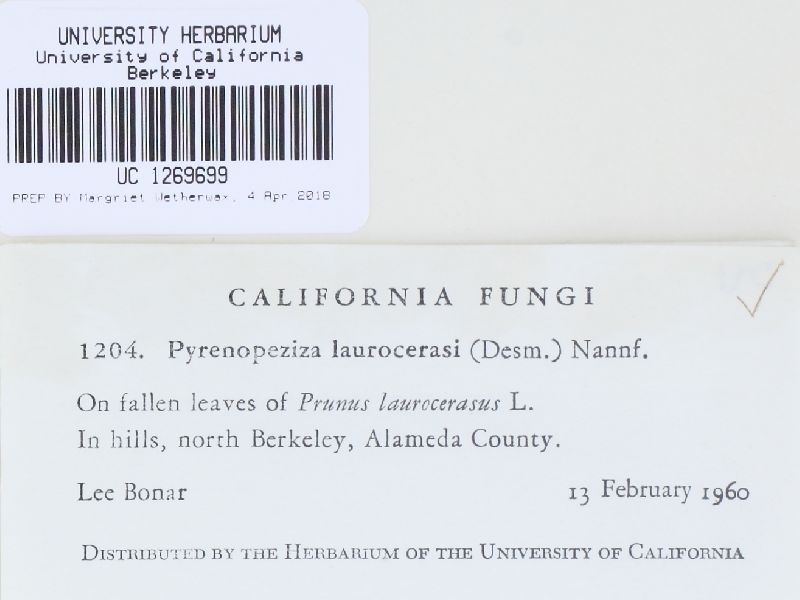 UNIVERSITY HERBARIUM
University of California
Berkeley
UC 1269699
PREP BY Margriet Wetherwax, 4 Apr 2018
CALIFORNIA FUNGI
1204. Pyrenopeziza laurocerasi (Desm.) Nannf.
On fallen leaves of Prunus laurocerasus L.
In hills, north Berkeley, Alameda County.
Lee Bonar 13 February 1960
DISTRIBUTED BY THE HERBARIUM OF THE UNIVERSITY OF CALIFORNIA